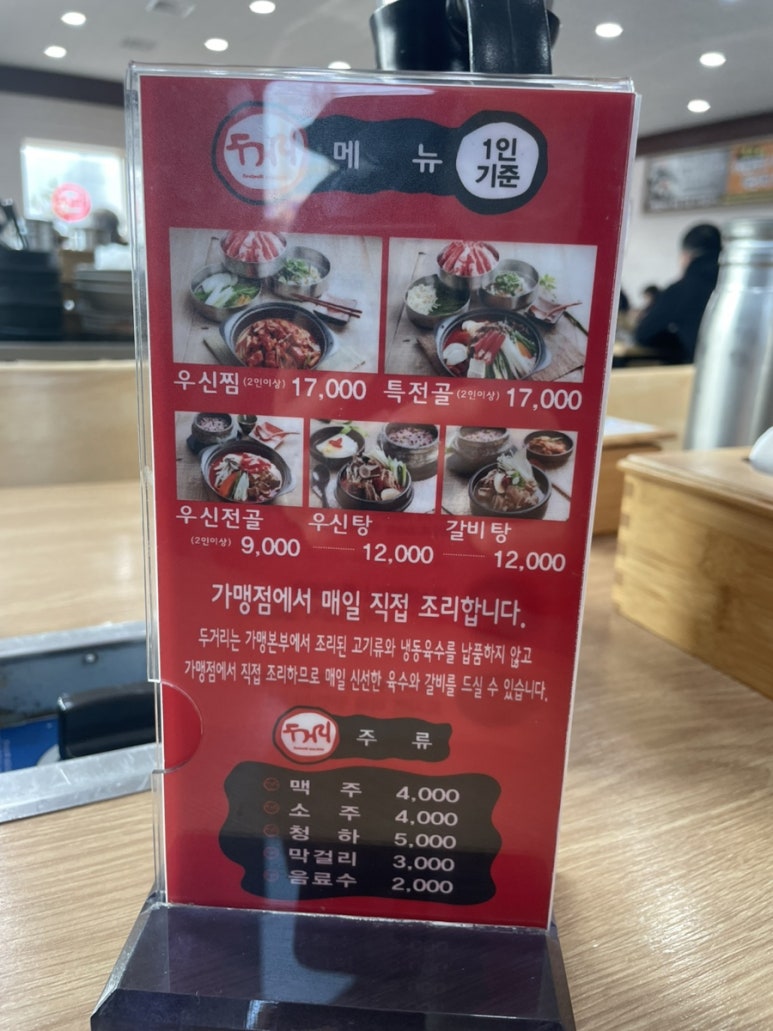 두거리
메 뉴
1인
기준
우신찜 (2인이상) 17,000
특전골 (2인이상) 17,000
우신전골
(2인이상) 9,000
우신탕
12,000
갈비탕
12,000
가맹점에서 매일 직접 조리합니다.
두거리는 가맹본부에서 조리된 고기류와 냉동육수를 납품하지 않고
가맹점에서 직접 조리하므로 매일 신선한 육수와 갈비를 드실 수 있습니다.
두거리
주 류
맥 주 4,000
소 주 4,000
청 하 5,000
막걸리 3,000
음료수 2,000